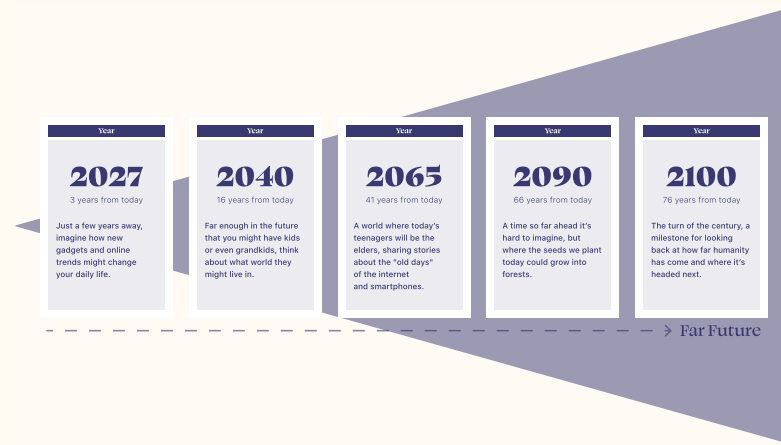 Year
2027
3 years from today
Just a few years away,
imagine how new
gadgets and online
trends might change
your daily life.
Year
2040
16 years from today
Far enough in the future
that you might have kids
or even grandkids, think
about what world they
might live in.
Year
2065
41 years from today
A world where today's
teenagers will be the
elders, sharing stories
about the "old days"
of the internet
and smartphones.
Year
2090
66 years from today
A time so far ahead it's
hard to imagine, but
where the seeds we plant
today could grow into
forests.
Year
2100
76 years from today
The turn of the century, a
milestone for looking
back at how far humanity
has come and where it's
headed next.
Far Future